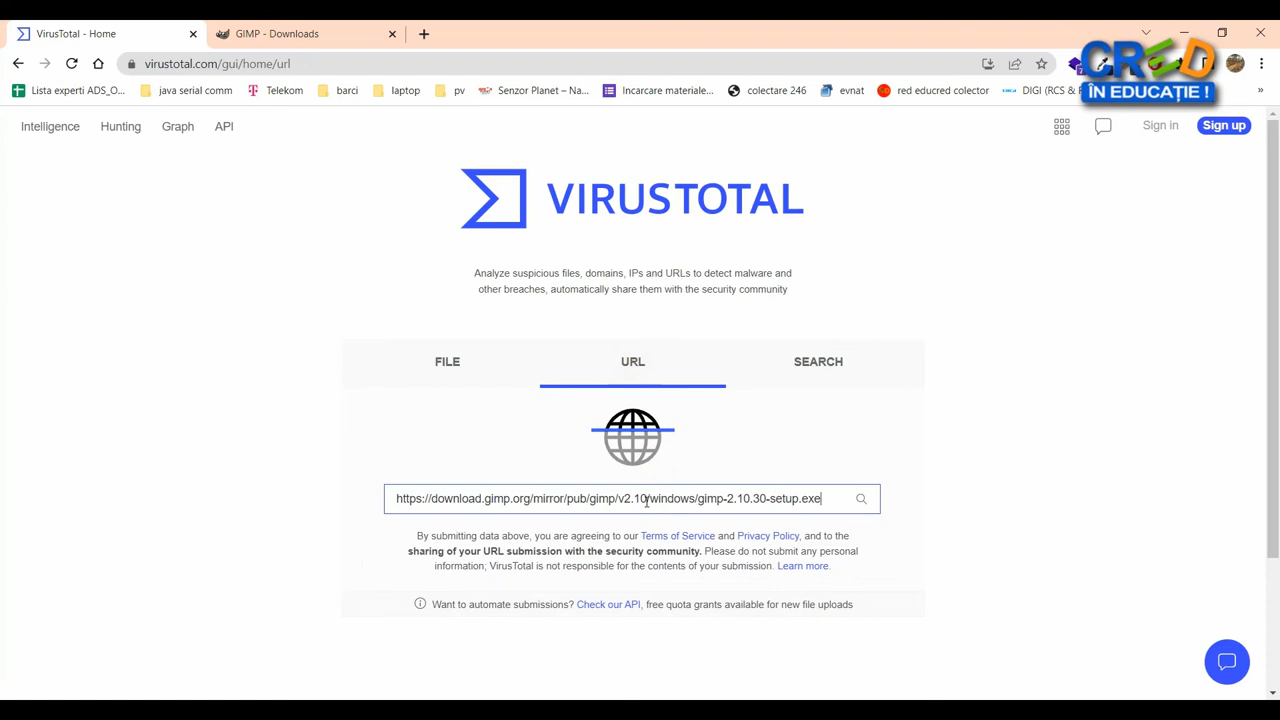 VirusTotal - Home
GIMP - Downloads
virustotal.com/gui/home/url
CRED
ÎN EDUCAȚIE !
Lista experti ADS_O...
java serial comm
Telekom
barci
laptop
pv
Senzor Planet – Na...
Incarcare materiale...
colectare 246
evnat
red educred colector
DIGI (RCS & R
Intelligence
Hunting
Graph
API
Sign in
Sign up
VIRUSTOTAL
Analyze suspicious files, domains, IPs and URLs to detect malware and
other breaches, automatically share them with the security community
FILE
URL
SEARCH
https://download.gimp.org/mirror/pub/gimp/v2.10/windows/gimp-2.10.30-setup.exe
By submitting data above, you are agreeing to our Terms of Service and Privacy Policy, and to the
sharing of your URL submission with the security community. Please do not submit any personal
information; VirusTotal is not responsible for the contents of your submission. Learn more.
Want to automate submissions? Check our API, free quota grants available for new file uploads